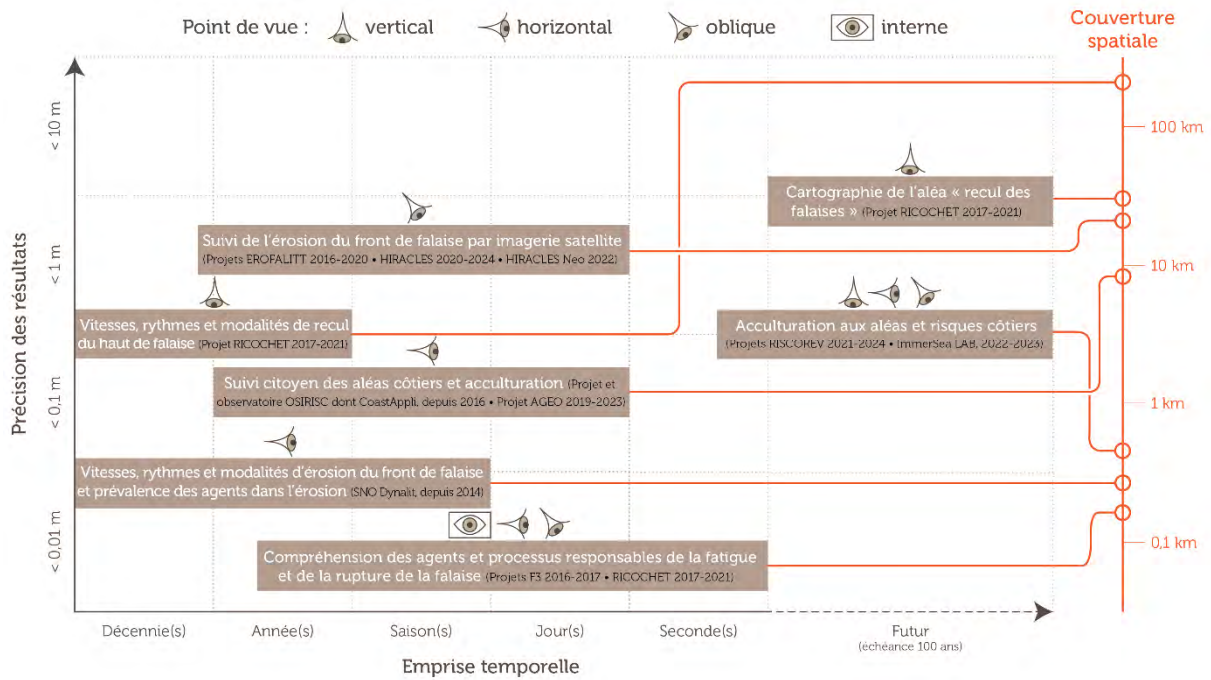 Point de vue : vertical horizontal oblique interne
Couverture
spatiale
Précision des résultats
< 10 m
< 1 m
< 0,1 m
< 0,01 m
100 km
10 km
1 km
0,1 km
Cartographie de l'aléa « recul des
falaises » (Projet RICOCHET 2017-2021)
Suivi de l'érosion du front de falaise par imagerie satellite
(Projets EROFALITT 2016-2020 • HIRACLES 2020-2024 • HIRACLES Neo 2022)
Vitesses, rythmes et modalités de recul
du haut de falaise (Projet RICOCHET 2017-2021)
Acculturation aux aléas et risques côtiers
(Projets RISCOREV 2021-2024 • ImmerSea LAB, 2022-2023)
Suivi citoyen des aléas côtiers et acculturation (Projet et
observatoire OSIRISC dont CoastAppli, depuis 2016 • Projet AGEO 2019-2023)
Vitesses, rythmes et modalités d'érosion du front de falaise
et prévalence des agents dans l'érosion (SNO Dynalit, depuis 2014)
Compréhension des agents et processus responsables de la fatigue
et de la rupture de la falaise (Projets F3 2016-2017 • RICOCHET 2017-2021)
Décennie(s)
Année(s)
Saison(s)
Jour(s)
Seconde(s)
Futur
(échéance 100 ans)
Emprise temporelle